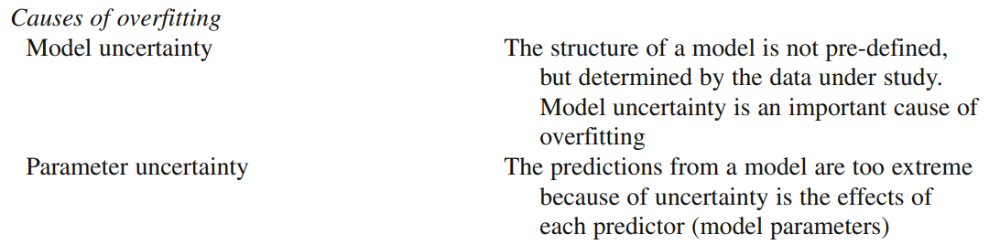 Causes of overfitting
Model uncertainty The structure of a model is not pre-defined,
but determined by the data under study.
Model uncertainty is an important cause of
overfitting
Parameter uncertainty The predictions from a model are too extreme
because of uncertainty is the effects of
each predictor (model parameters)